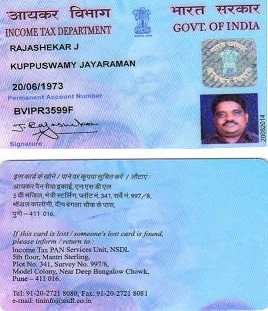 आयकर विभाग भारत सरकार
INCOME TAX DEPARTMENT GOVT. OF INDIA
RAJASHEKAR J
KUPPUSWAMY JAYARAMAN
20/06/1973
Permanent Account Number
BVIPR3599F
Signature
20062014
इस कार्ड के खोने / पाने पर कृपया सूचित करें / लौटाएं :
आयकर पैन सेवा इकाई, एन एस डी एल
5 वीं मंजिल, मंत्री स्टर्लिंग, प्लॉट नं. 341, सर्वे नं. 997/8,
मॉडल कालोनी, दीप बंगला चौक के पास,
पुणे – 411 016.
If this card is lost / someone's lost card is found,
please inform / return to :
Income Tax PAN Services Unit, NSDL
5th floor, Mantri Sterling,
Plot No. 341, Survey No. 997/8,
Model Colony, Near Deep Bungalow Chowk,
Pune – 411 016.
Tel: 91-20-2721 8080, Fax: 91-20-2721 8081
e-mail: tininfo@nsdl.co.in